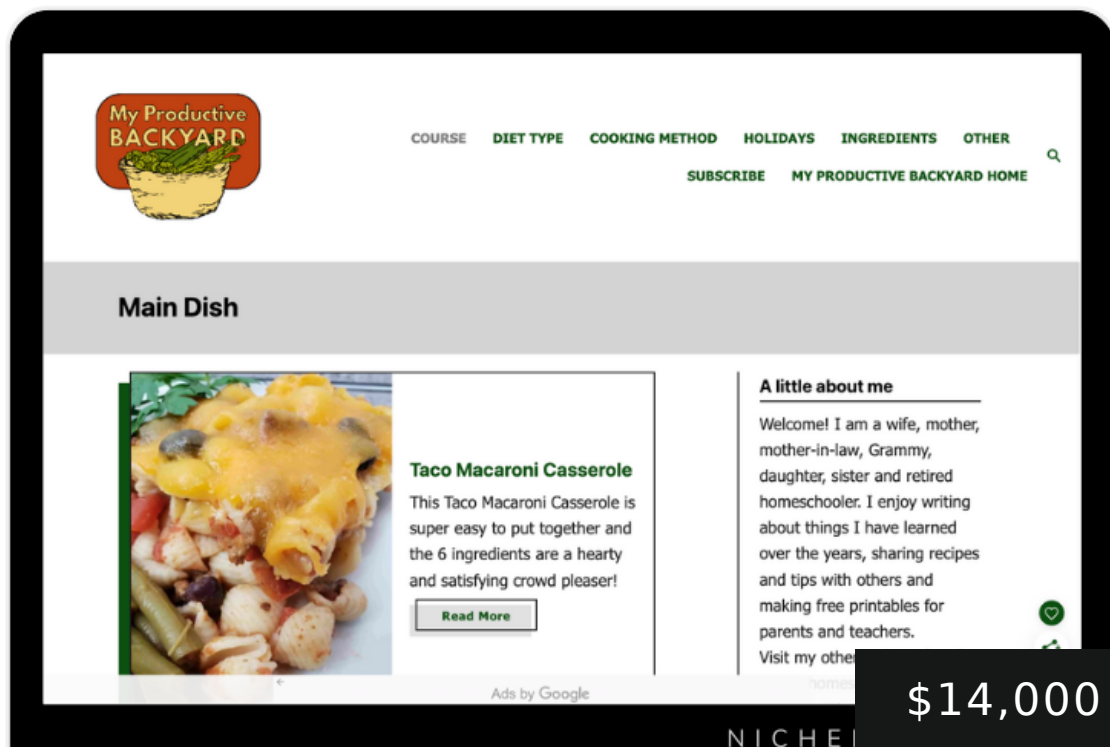 My Productive
BACKYARD
COURSE DIET TYPE COOKING METHOD HOLIDAYS INGREDIENTS OTHER
SUBSCRIBE MY PRODUCTIVE BACKYARD HOME
Main Dish
Taco Macaroni Casserole
This Taco Macaroni Casserole is
super easy to put together and
the 6 ingredients are a hearty
and satisfying crowd pleaser!
Read More
A little about me
Welcome! I am a wife, mother,
mother-in-law, Grammy,
daughter, sister and retired
homeschooler. I enjoy writing
about things I have learned
over the years, sharing recipes
and tips with others and
making free printables for
parents and teachers.
Visit my other
Ads by Google
$14,000